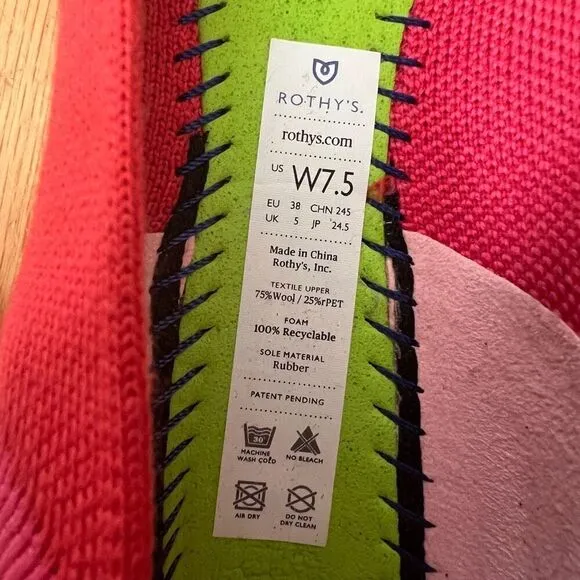 ROTHY'S.
rothys.com
US W7.5
EU 38 CHN 245
UK 5 JP 24.5
Made in China
Rothy's, Inc.
TEXTILE UPPER
75%Wool / 25%rPET
FOAM
100% Recyclable
SOLE MATERIAL
Rubber
PATENT PENDING
30°
MACHINE
WASH COLD
NO BLEACH
AIR DRY
DO NOT
DRY CLEAN